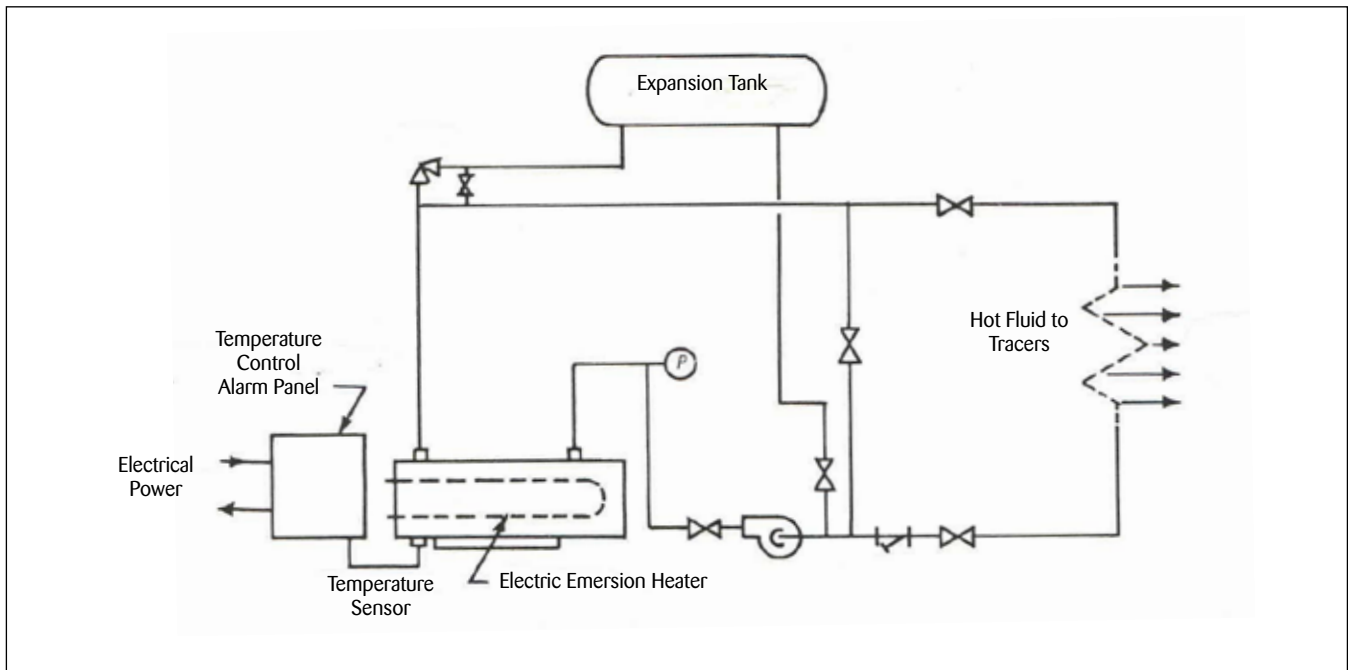 Expansion Tank
Hot Fluid to
Tracers
Temperature
Control
Alarm Panel
P
Electrical
Power
Temperature
Sensor
Electric Emersion Heater